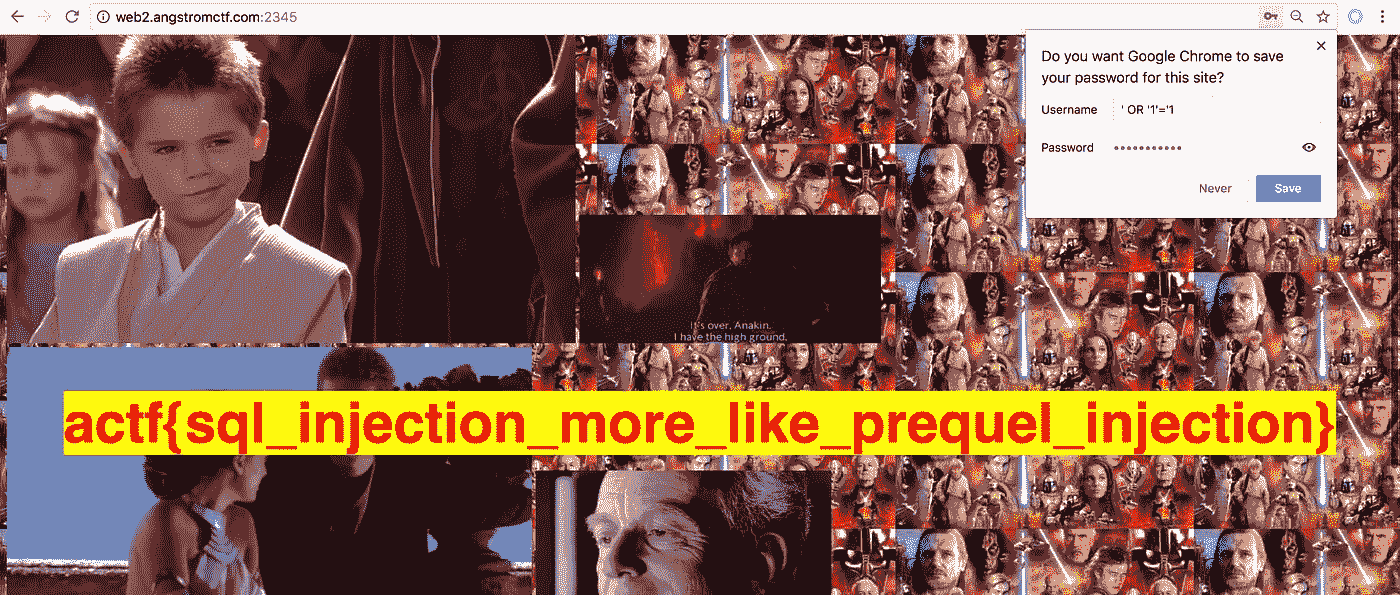 web2.angstromctf.com:2345
Do you want Google Chrome to save
your password for this site?
Username ' OR '1'='1
Password •••••••••••
Never Save
It's over, Anakin.
I have the high ground.
actf{sql_injection_more_like_prequel_injection}